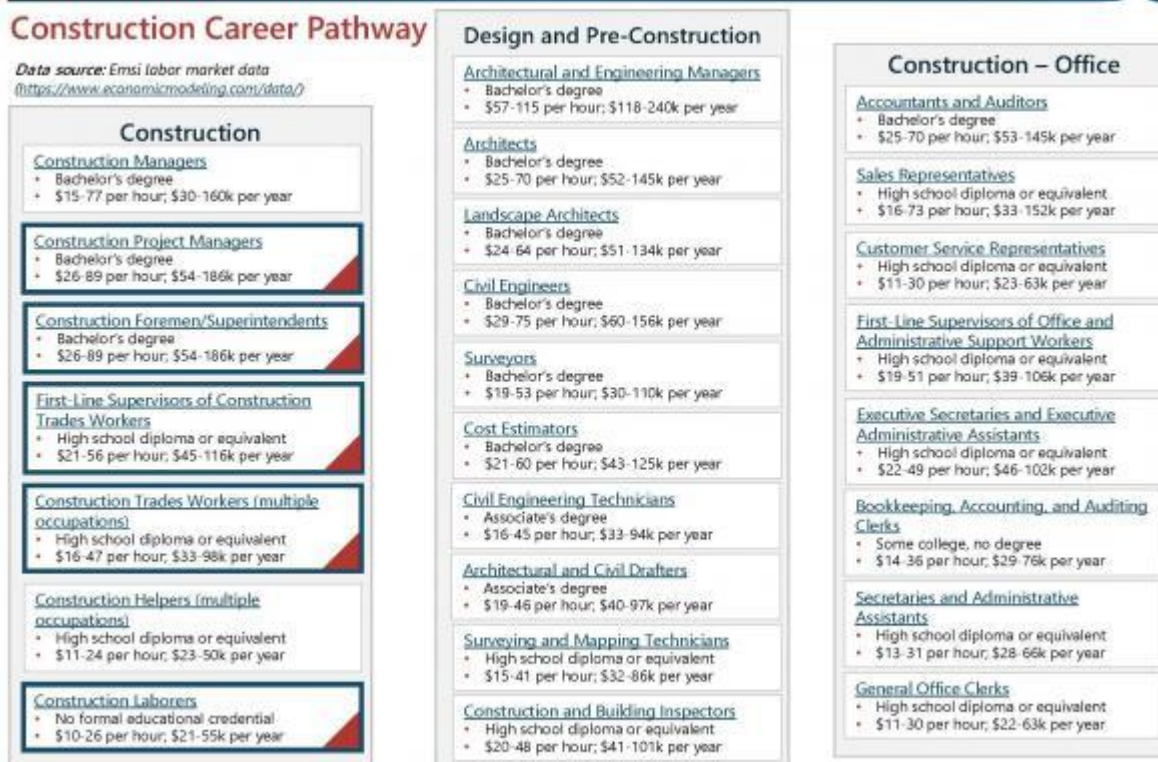 Construction Career Pathway
Data source: Emsi labor market data
(https://www.economicmodeling.com/data/)
Construction
Construction Managers
• Bachelor's degree
• $15-77 per hour; $30-160k per year
Construction Project Managers
• Bachelor's degree
• $26-89 per hour; $54-186k per year
Construction Foremen/Superintendents
• Bachelor's degree
• $26-89 per hour; $54-186k per year
First-Line Supervisors of Construction
Trades Workers
• High school diploma or equivalent
• $21-56 per hour; $45-116k per year
Construction Trades Workers (multiple
occupations)
• High school diploma or equivalent
• $16-47 per hour; $33-98k per year
Construction Helpers (multiple
occupations)
• High school diploma or equivalent
• $11-24 per hour; $23-50k per year
Construction Laborers
• No formal educational credential
• $10-26 per hour; $21-55k per year
Design and Pre-Construction
Architectural and Engineering Managers
• Bachelor's degree
• $57-115 per hour; $118-240k per year
Architects
• Bachelor's degree
• $25-70 per hour; $52-145k per year
Landscape Architects
• Bachelor's degree
• $24-64 per hour; $51-134k per year
Civil Engineers
• Bachelor's degree
• $29-75 per hour; $60-156k per year
Surveyors
• Bachelor's degree
• $19-53 per hour; $30-110k per year
Cost Estimators
• Bachelor's degree
• $21-60 per hour; $43-125k per year
Civil Engineering Technicians
• Associate's degree
• $16-45 per hour; $33-94k per year
Architectural and Civil Drafters
• Associate's degree
• $19-46 per hour; $40-97k per year
Surveying and Mapping Technicians
• High school diploma or equivalent
• $15-41 per hour; $32-86k per year
Construction and Building Inspectors
• High school diploma or equivalent
• $20-48 per hour; $41-101k per year
Construction – Office
Accountants and Auditors
• Bachelor's degree
• $25-70 per hour; $53-145k per year
Sales Representatives
• High school diploma or equivalent
• $16-73 per hour; $33-152k per year
Customer Service Representatives
• High school diploma or equivalent
• $11-30 per hour; $23-63k per year
First-Line Supervisors of Office and
Administrative Support Workers
• High school diploma or equivalent
• $19-51 per hour; $39-106k per year
Executive Secretaries and Executive
Administrative Assistants
• High school diploma or equivalent
• $22-49 per hour; $46-102k per year
Bookkeeping, Accounting, and Auditing
Clerks
• Some college, no degree
• $14-36 per hour; $29-76k per year
Secretaries and Administrative
Assistants
• High school diploma or equivalent
• $13-31 per hour; $28-66k per year
General Office Clerks
• High school diploma or equivalent
• $11-30 per hour; $22-63k per year